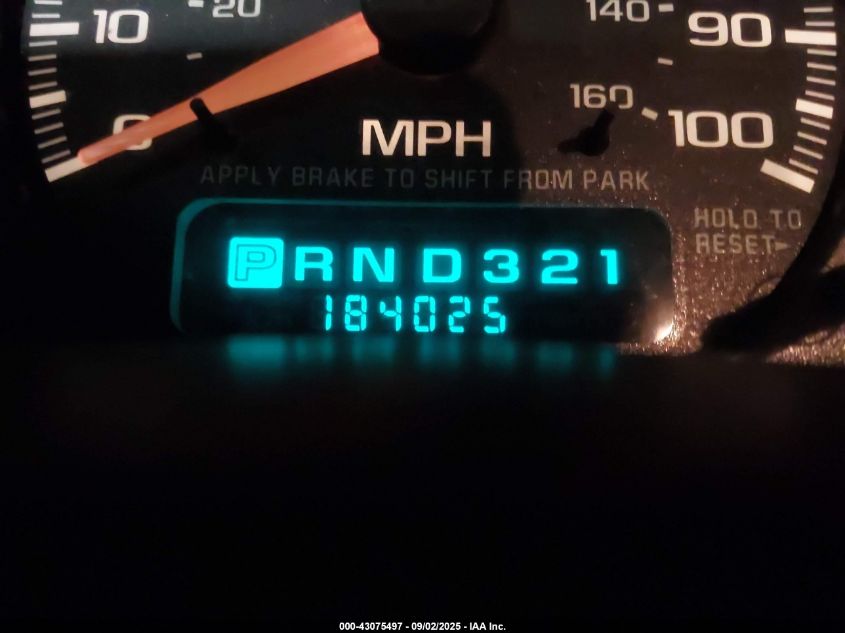 10 20 140 90
0 160 100
MPH
APPLY BRAKE TO SHIFT FROM PARK
HOLD TO
RESET►
P R N D 3 2 1
184025
000-43075497 - 09/02/2025 - IAA Inc.